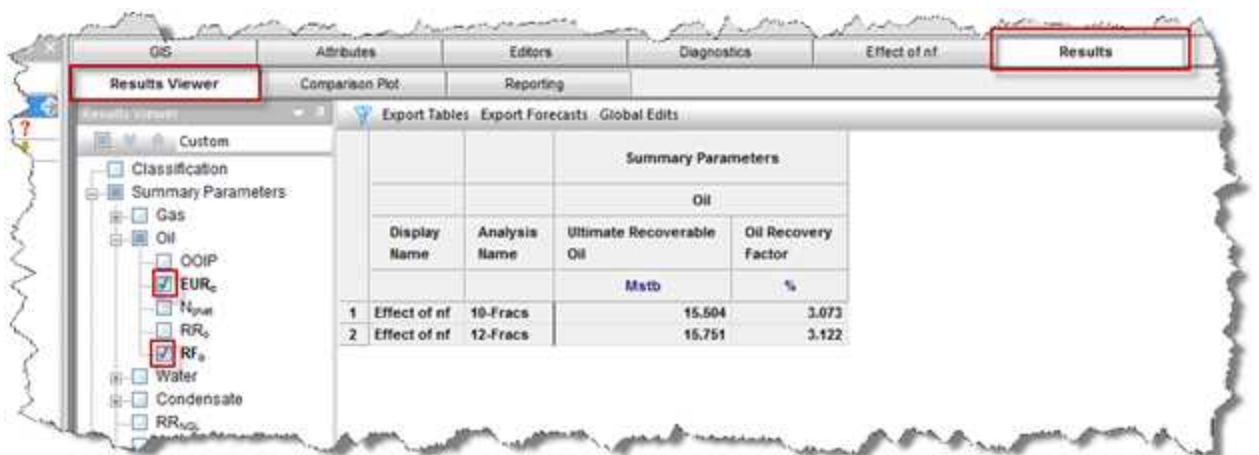 GIS Attributes Editors Diagnostics Effect of nf Results
Results Viewer Comparison Plot Reporting
Results Viewer
Export Tables Export Forecasts Global Edits
Custom
Classification
Summary Parameters
Gas
Oil
OOIP
EURo
RRo
RFo
Water
Condensate
RRNGL
Summary Parameters
Oil
Display Name Analysis Name Ultimate Recoverable Oil Oil Recovery Factor
Mstb %
1 Effect of nf 10-Fracs 15.504 3.073
2 Effect of nf 12-Fracs 15.751 3.122
?